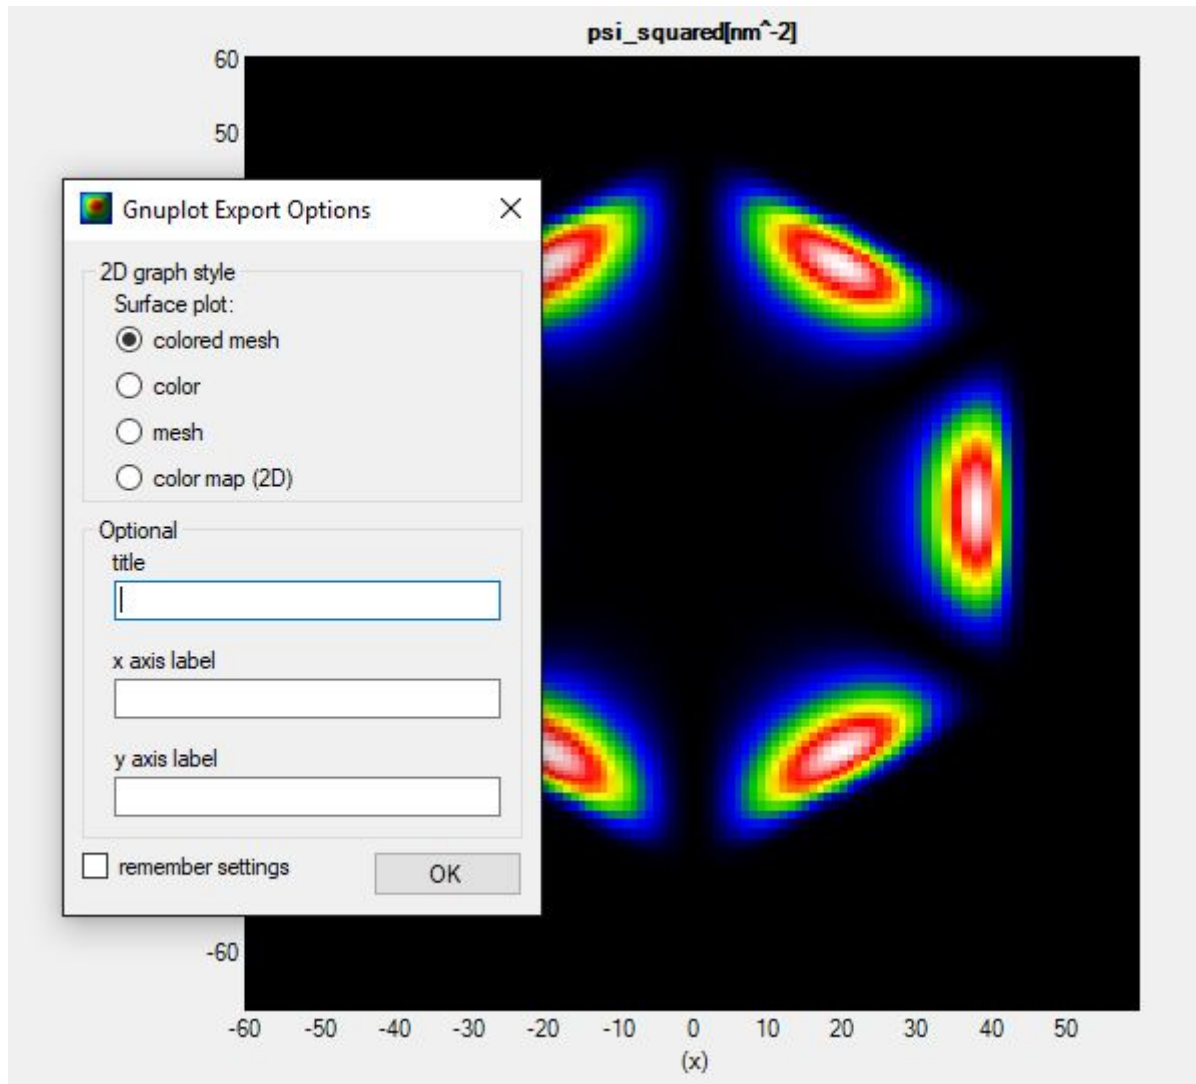 psi_squared[nm^-2]
60
50
Gnuplot Export Options
2D graph style
Surface plot:
colored mesh
color
mesh
color map (2D)
Optional
title
x axis label
y axis label
remember settings
OK
-60
-60 -50 -40 -30 -20 -10 0 10 20 30 40 50
(x)